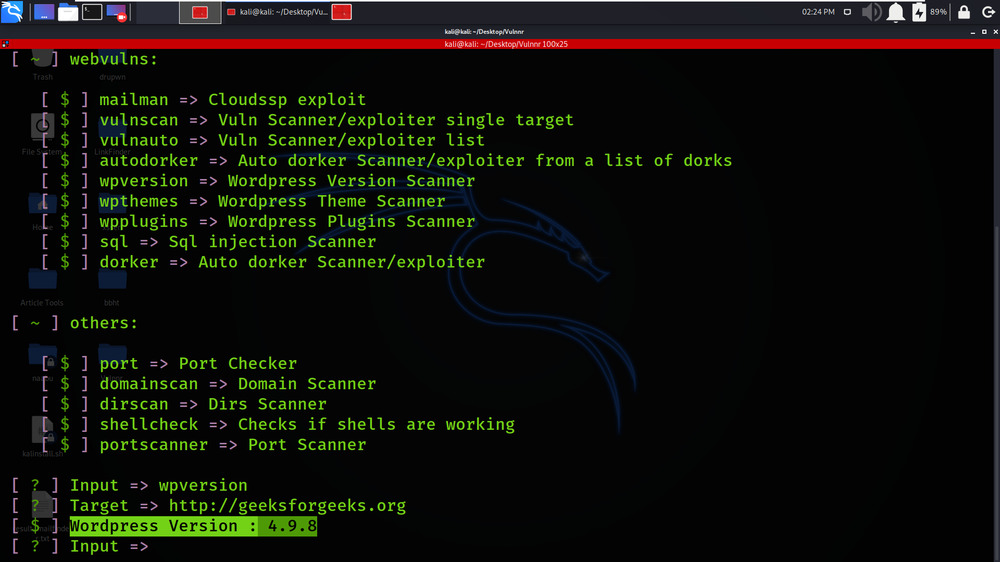 kali@kali: ~/Desktop/Vuln...
02:24 PM
89%
kali@kali: ~/Desktop/Vulnnr
kali@kali: ~/Desktop/Vulnnr 100x25
[ ~ ] webvulns:
Trash
drupwn
[ $ ] mailman => Cloudssp exploit
[ $ ] vulnscan => Vuln Scanner/exploiter single target
[ $ ] vulnauto => Vuln Scanner/exploiter list
File System
LinkFinder
[ $ ] autodorker => Auto dorker Scanner/exploiter from a list of dorks
[ $ ] wpversion => Wordpress Version Scanner
[ $ ] wpthemes => Wordpress Theme Scanner
[ $ ] wpplugins => Wordpress Plugins Scanner
Home
[ $ ] sql => Sql injection Scanner
[ $ ] dorker => Auto dorker Scanner/exploiter
Article Tools
bbht
[ ~ ] others:
[ $ ] port => Port Checker
[ $ ] domainscan => Domain Scanner
[ $ ] dirscan => Dirs Scanner
[ $ ] shellcheck => Checks if shells are working
[ $ ] portscanner => Port Scanner
[ ? ] Input => wpversion
[ ? ] Target => http://geeksforgeeks.org
[ $ ] Wordpress Version : 4.9.8
[ ? ] Input =>